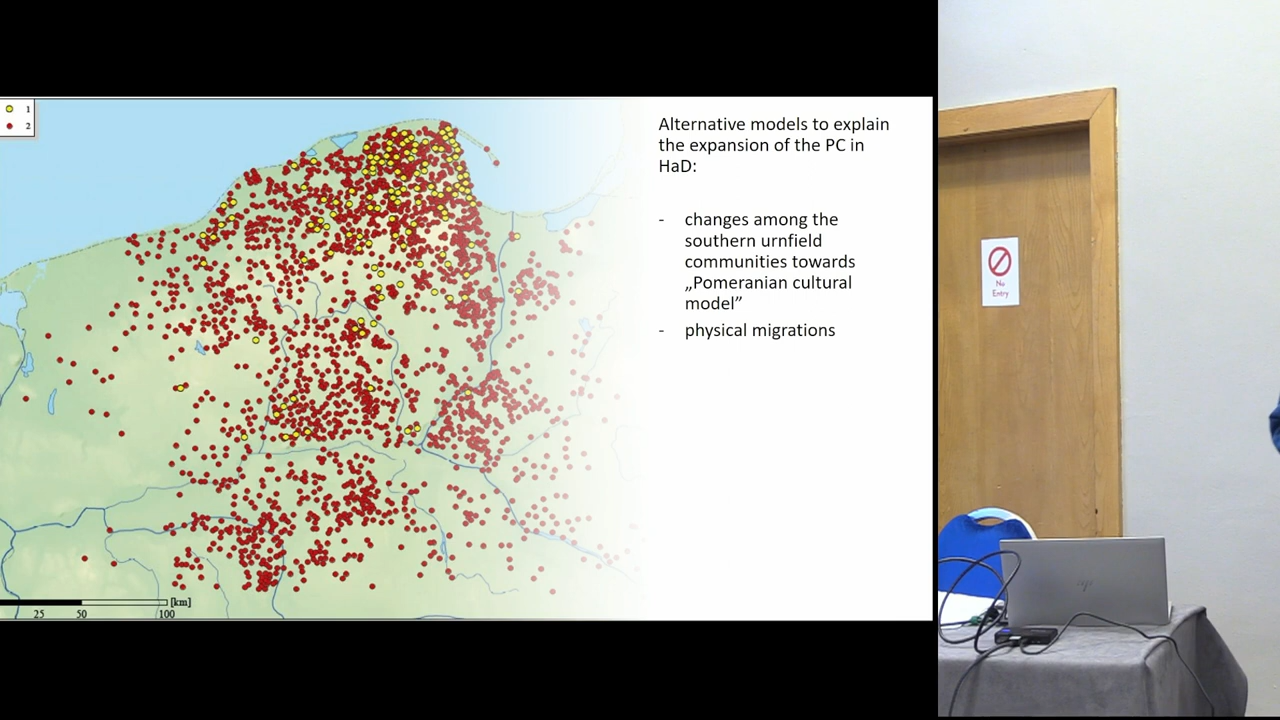 1
2
Alternative models to explain
the expansion of the PC in
HaD:
- changes among the
southern urnfield
communities towards
„Pomeranian cultural
model”
- physical migrations
[km]
25 50 100
No
Entry
hp